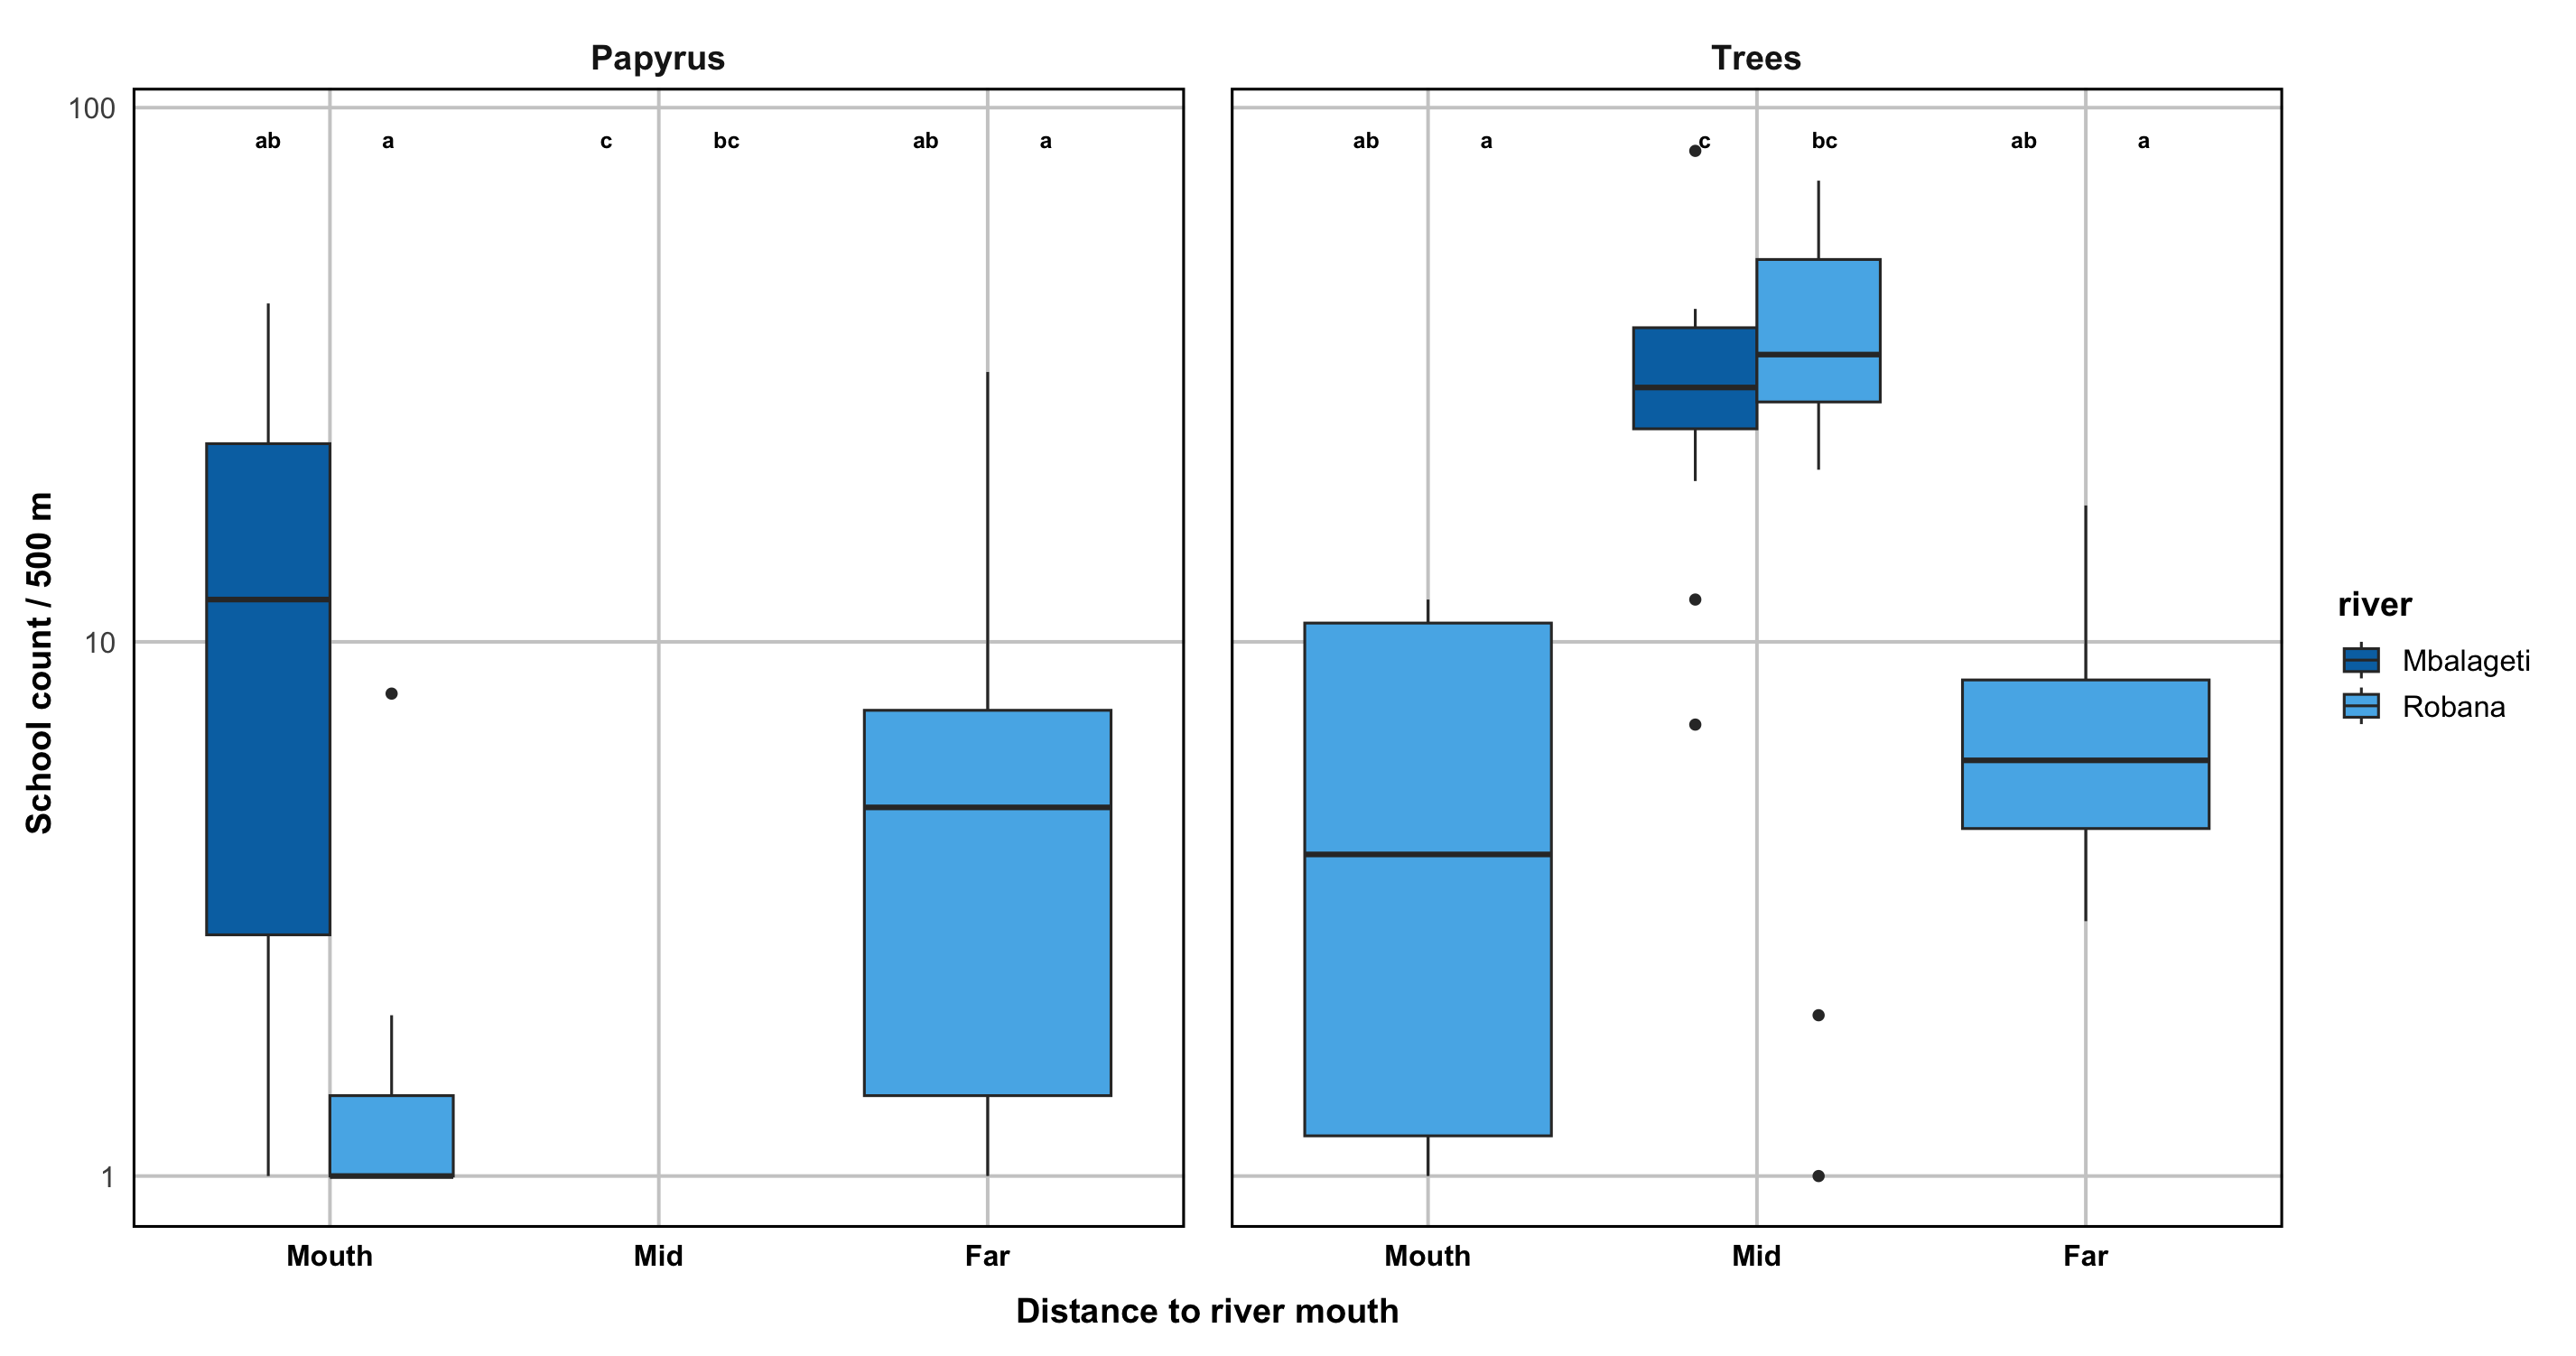 Papyrus
Trees
100
10
1
ab a c bc ab a
ab a c bc ab a
School count / 500 m
Mouth Mid Far
Mouth Mid Far
Distance to river mouth
river
Mbalageti
Robana